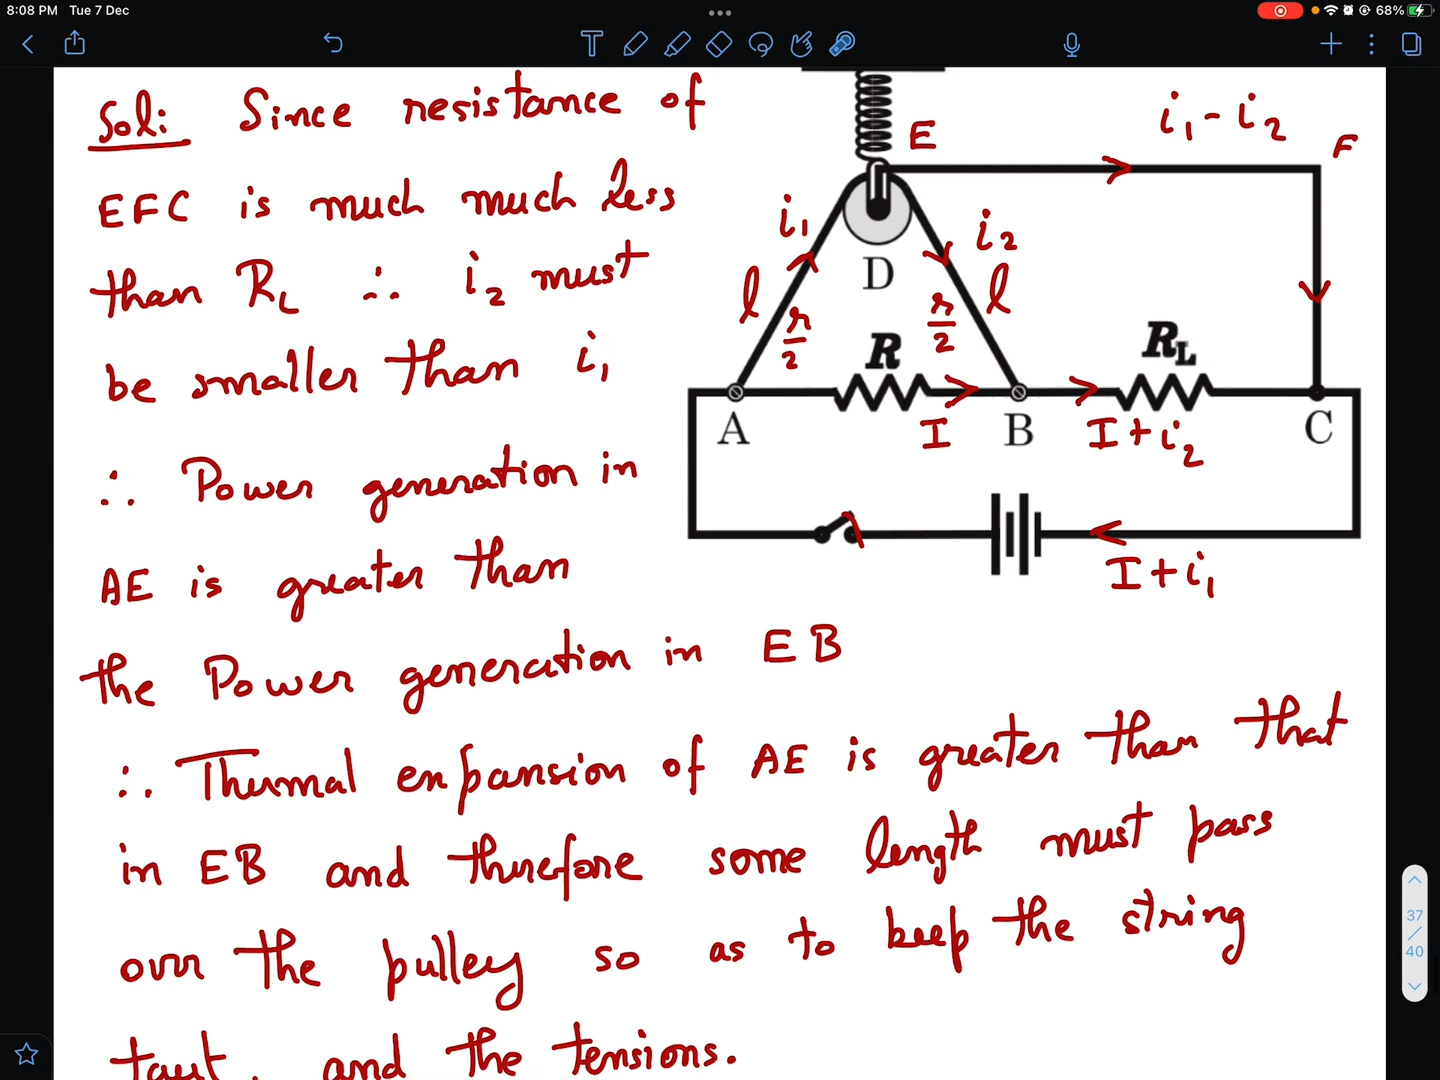 8:08 PM Tue 7 Dec
68%
Sol: Since resistance of
EFC is much much less
than RL ∴ i2 must
be smaller than i1
∴ Power generation in
AE is greater than
the Power generation in EB
∴ Thermal expansion of AE is greater than that
in EB and therefore some length must pass
over the pulley so as to keep the string
taut, and the tensions.
i1 - i2
E
F
i1
i2
D
l
l
r/2
r/2
R
RL
A
I
B
I + i2
C
I + i1
37
/
40